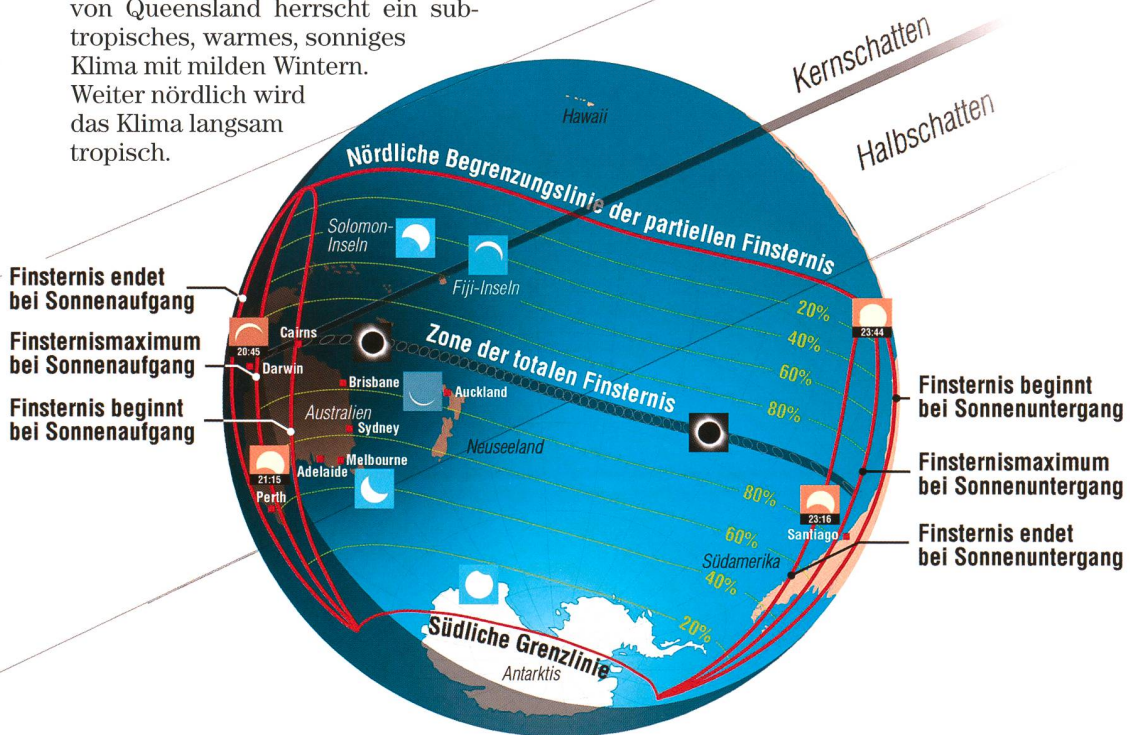 von Queensland herrscht ein sub-
tropisches, warmes, sonniges
Klima mit milden Wintern.
Weiter nördlich wird
das Klima langsam
tropisch.
Kernschatten
Halbschatten
Hawaii
Nördliche Begrenzungslinie der partiellen Finsternis
Solomon-
Inseln
Fiji-Inseln
Finsternis endet
bei Sonnenaufgang
Finsternismaximum
bei Sonnenaufgang
Finsternis beginnt
bei Sonnenaufgang
20:45
Cairns
Darwin
Zone der totalen Finsternis
Brisbane
Auckland
Australien
Sydney
Neuseeland
Melbourne
Adelaide
21:15
Perth
20%
40%
60%
80%
80%
60%
40%
20%
23:44
23:16
Santiago
Südamerika
Finsternis beginnt
bei Sonnenuntergang
Finsternismaximum
bei Sonnenuntergang
Finsternis endet
bei Sonnenuntergang
Südliche Grenzlinie
Antarktis